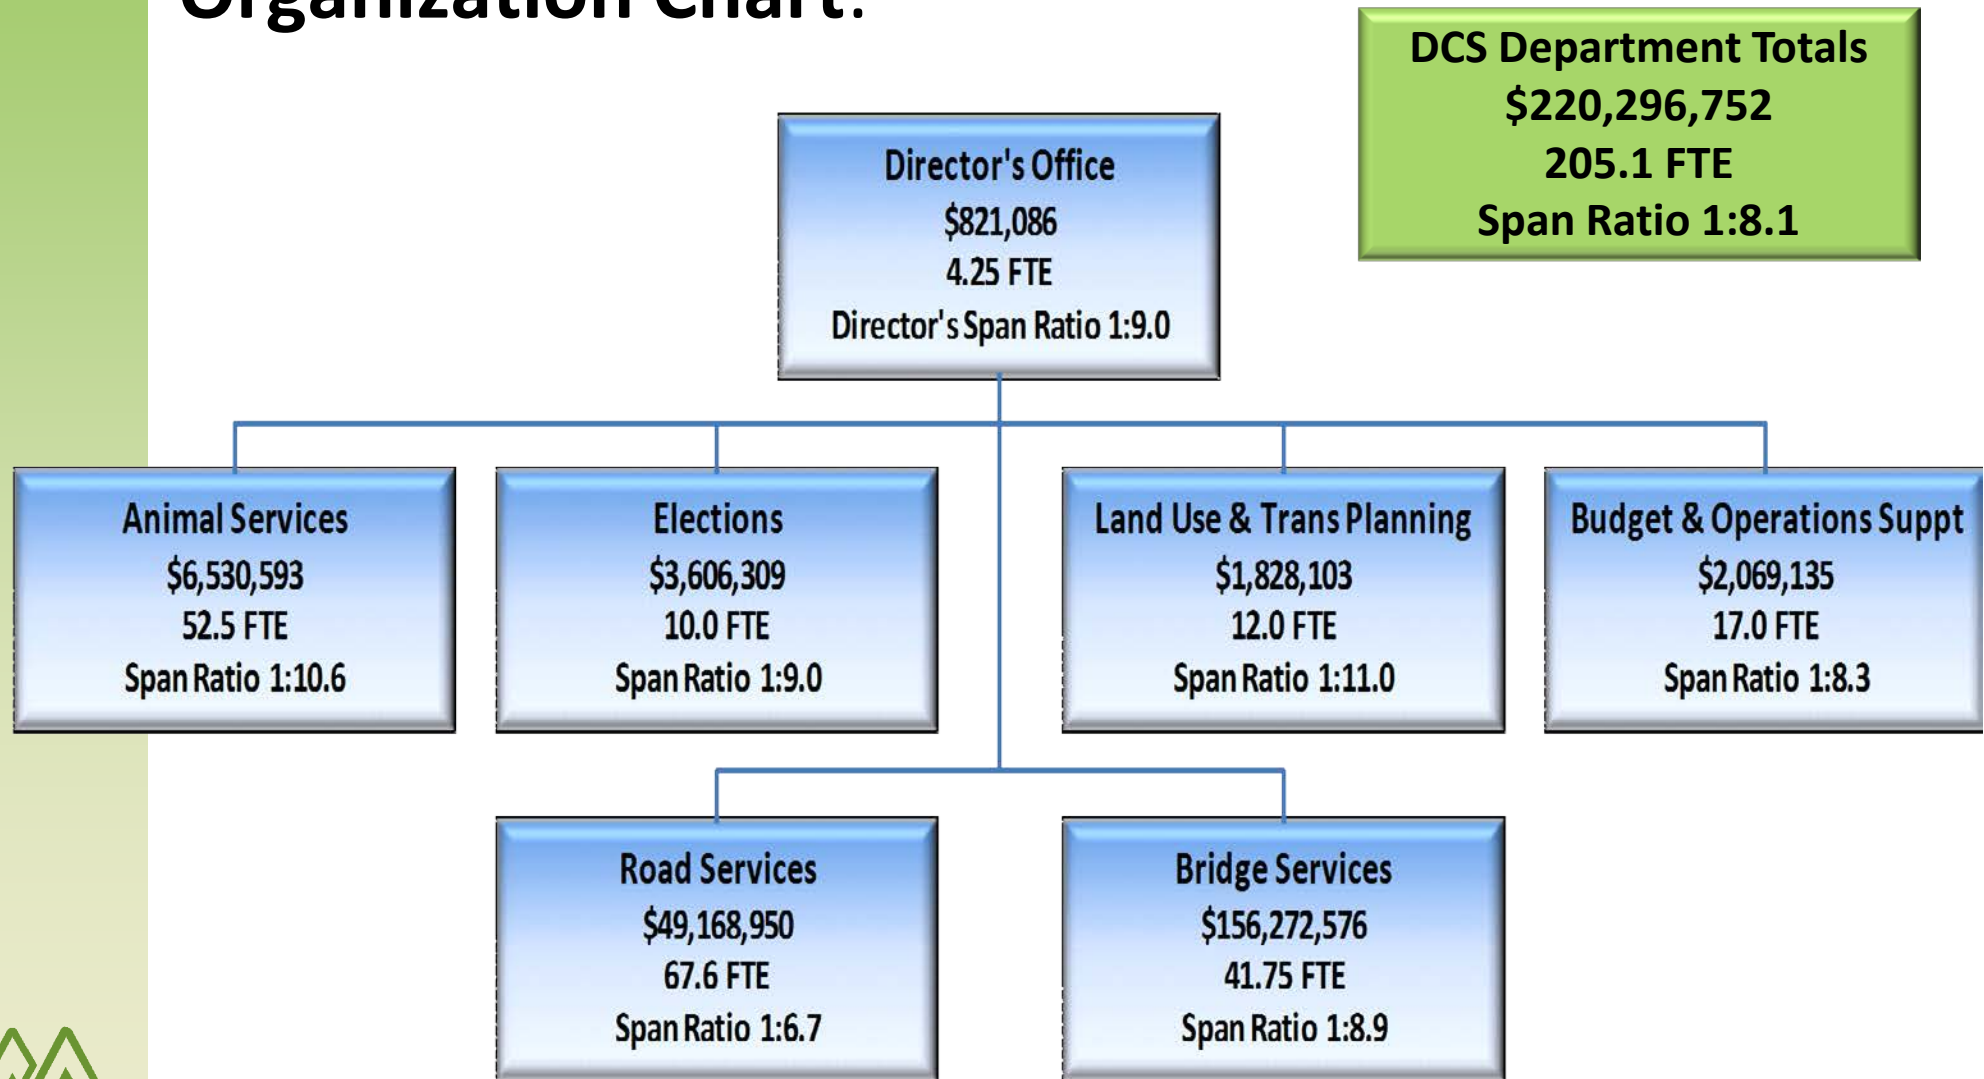 Organization Chart:
DCS Department Totals
$220,296,752
205.1 FTE
Span Ratio 1:8.1
Director's Office
$821,086
4.25 FTE
Director's Span Ratio 1:9.0
Animal Services
$6,530,593
52.5 FTE
Span Ratio 1:10.6
Elections
$3,606,309
10.0 FTE
Span Ratio 1:9.0
Land Use & Trans Planning
$1,828,103
12.0 FTE
Span Ratio 1:11.0
Budget & Operations Suppt
$2,069,135
17.0 FTE
Span Ratio 1:8.3
Road Services
$49,168,950
67.6 FTE
Span Ratio 1:6.7
Bridge Services
$156,272,576
41.75 FTE
Span Ratio 1:8.9